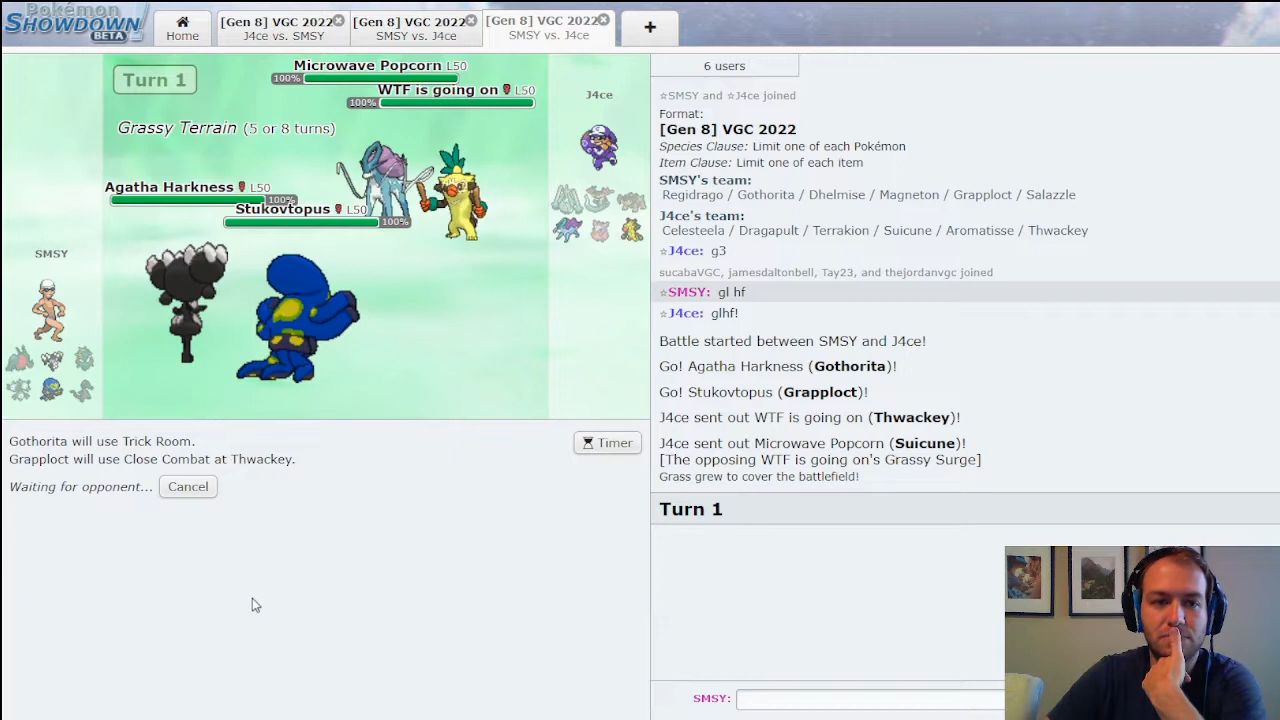 Pokémon
SHOWDOWN
BETA
Home
[Gen 8] VGC 2022
J4ce vs. SMSY
[Gen 8] VGC 2022
SMSY vs. J4ce
[Gen 8] VGC 2022
SMSY vs. J4ce
+
Turn 1
Microwave Popcorn L50
100%
WTF is going on L50
100%
Grassy Terrain (5 or 8 turns)
Agatha Harkness L50
100%
Stukovtopus L50
100%
J4ce
SMSY
Gothorita will use Trick Room.
Grapploct will use Close Combat at Thwackey.
Waiting for opponent... Cancel
Timer
6 users
☆SMSY and ☆J4ce joined
Format:
[Gen 8] VGC 2022
Species Clause: Limit one of each Pokémon
Item Clause: Limit one of each item
SMSY's team:
Regidrago / Gothorita / Dhelmise / Magneton / Grapploct / Salazzle
J4ce's team:
Celesteela / Dragapult / Terrakion / Suicune / Aromatisse / Thwackey
☆J4ce: g3
sucabaVGC, jamesdaltonbell, Tay23, and thejordanvgc joined
☆SMSY: gl hf
☆J4ce: glhf!
Battle started between SMSY and J4ce!
Go! Agatha Harkness (Gothorita)!
Go! Stukovtopus (Grapploct)!
J4ce sent out WTF is going on (Thwackey)!
J4ce sent out Microwave Popcorn (Suicune)!
[The opposing WTF is going on's Grassy Surge]
Grass grew to cover the battlefield!
Turn 1
SMSY: